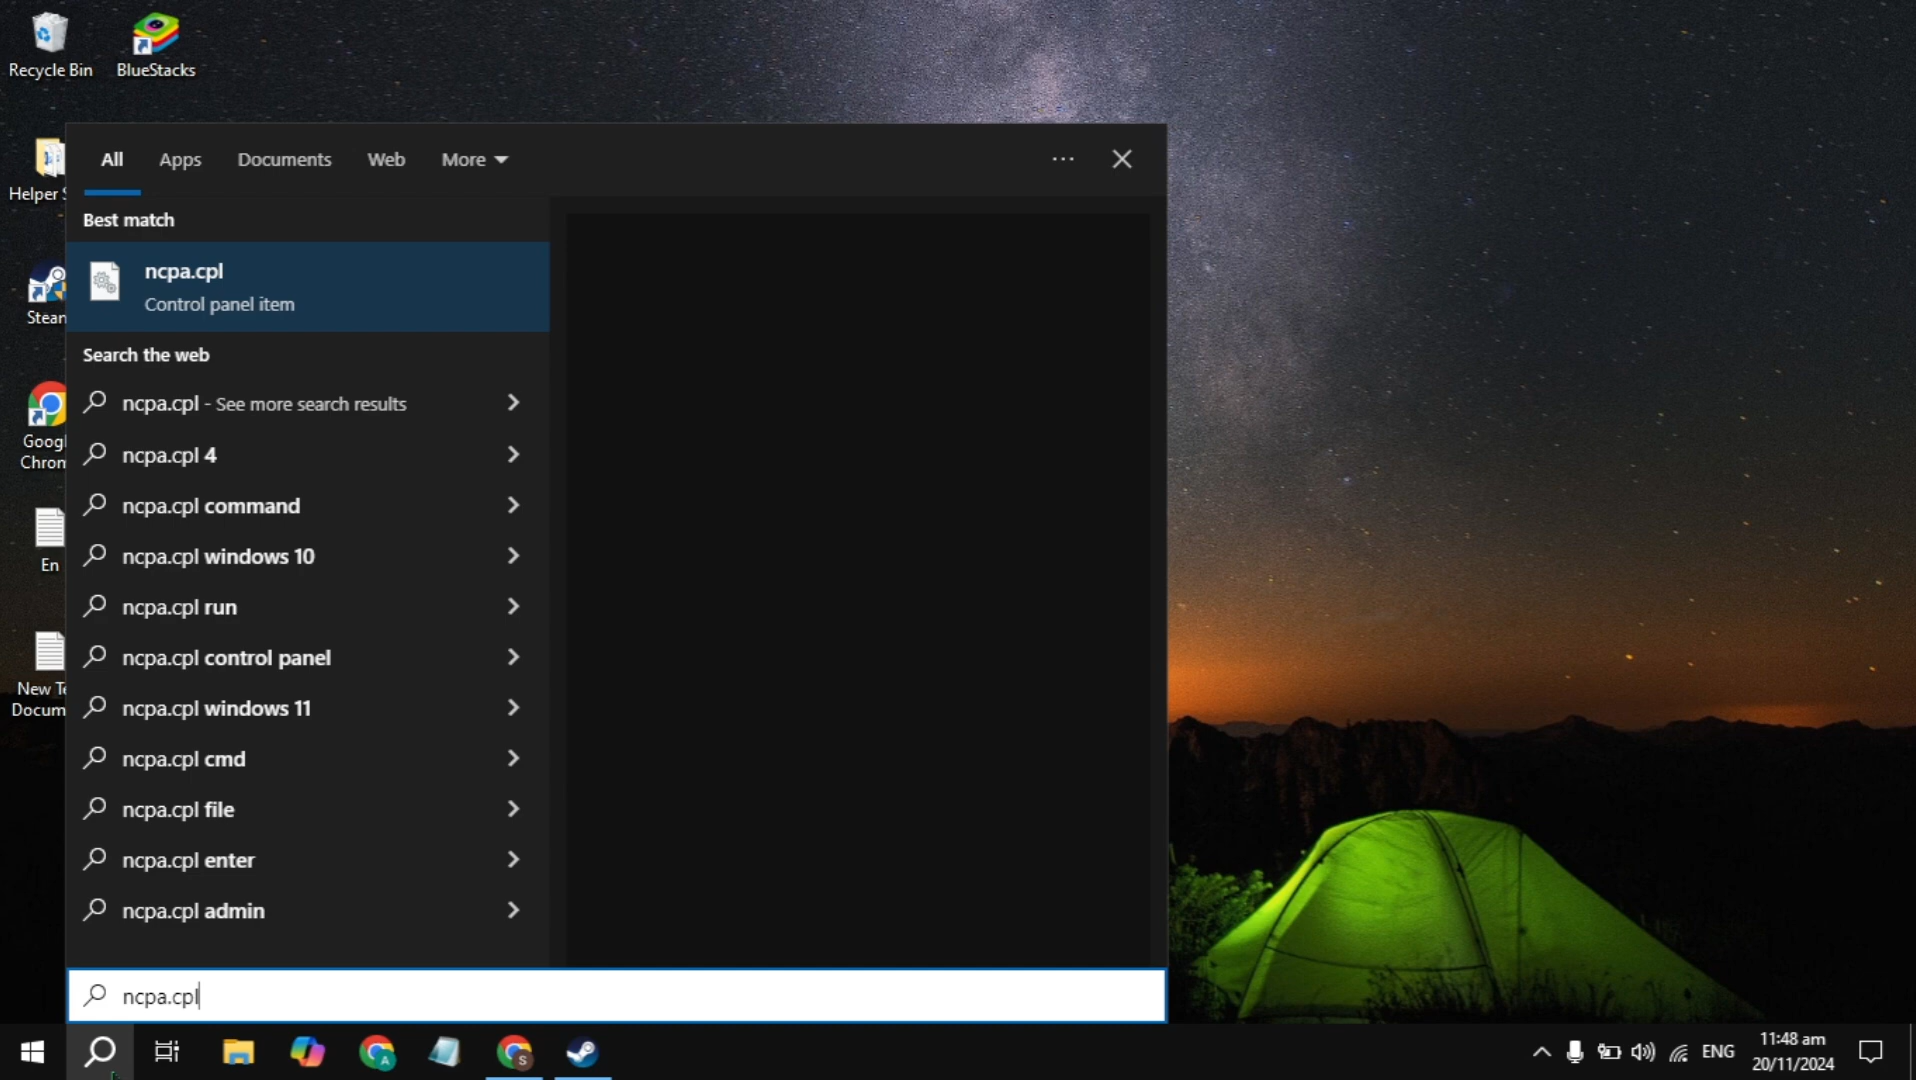 Recycle Bin
BlueStacks
Helper S
Steam
Googl
Chrom
En
New Te
Docum
All
Apps
Documents
Web
More
Best match
ncpa.cpl
Control panel item
Search the web
ncpa.cpl - See more search results
ncpa.cpl 4
ncpa.cpl command
ncpa.cpl windows 10
ncpa.cpl run
ncpa.cpl control panel
ncpa.cpl windows 11
ncpa.cpl cmd
ncpa.cpl file
ncpa.cpl enter
ncpa.cpl admin
ncpa.cpl
A
S
ENG
11:48 am
20/11/2024